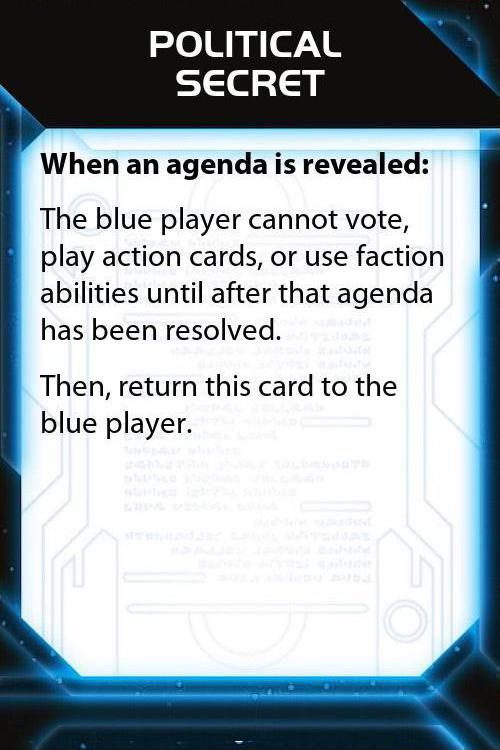 POLITICAL
SECRET
When an agenda is revealed:
The blue player cannot vote,
play action cards, or use faction
abilities until after that agenda
has been resolved.
Then, return this card to the
blue player.